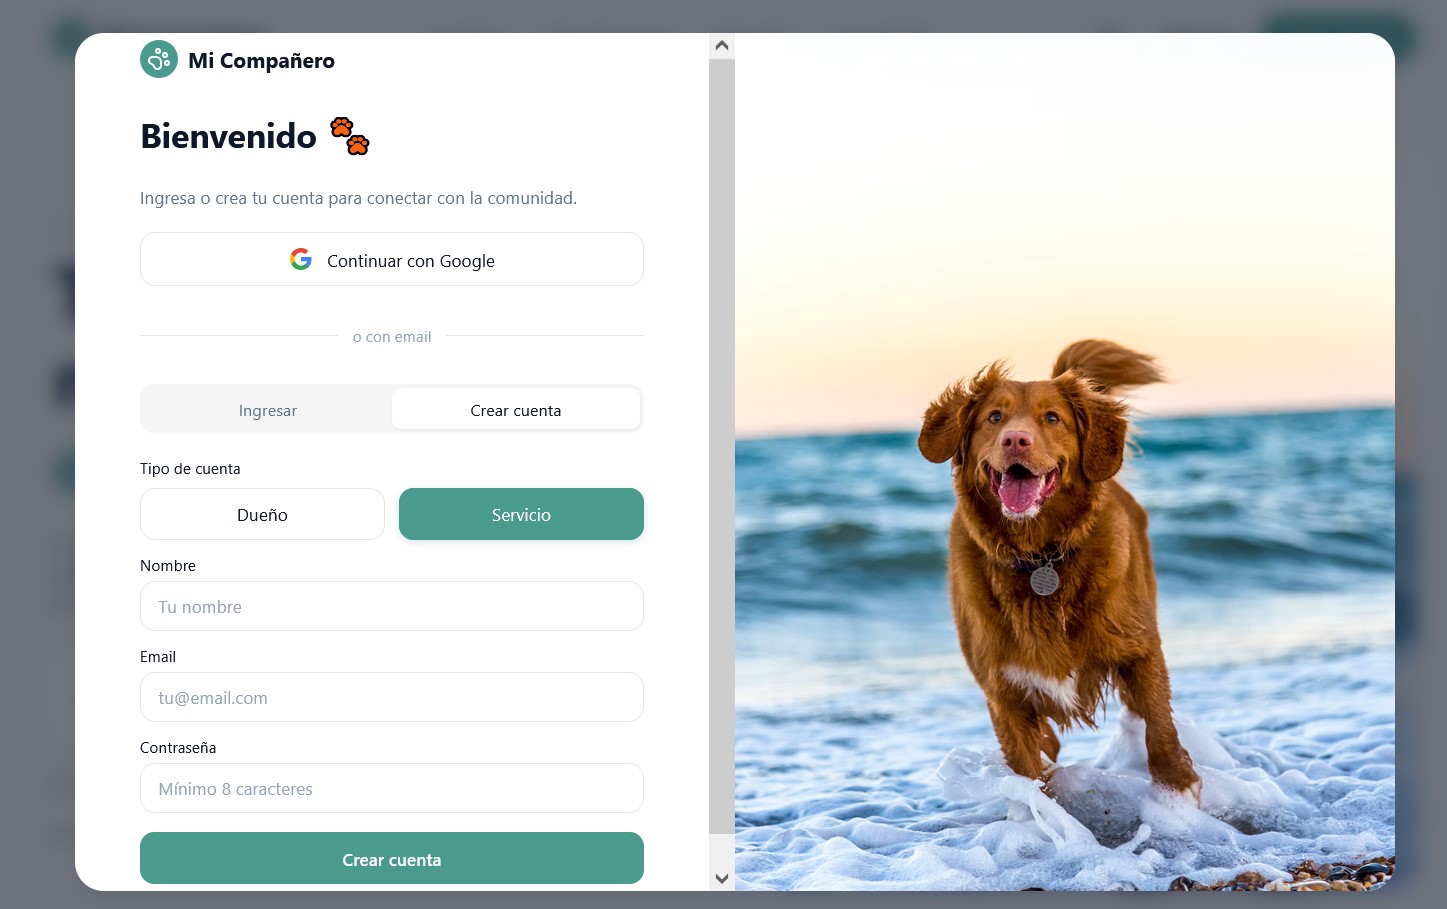 Mi Compañero
Bienvenido
Ingresa o crea tu cuenta para conectar con la comunidad.
Continuar con Google
o con email
Ingresar
Crear cuenta
Tipo de cuenta
Dueño
Servicio
Nombre
Tu nombre
Email
tu@email.com
Contraseña
Mínimo 8 caracteres
Crear cuenta